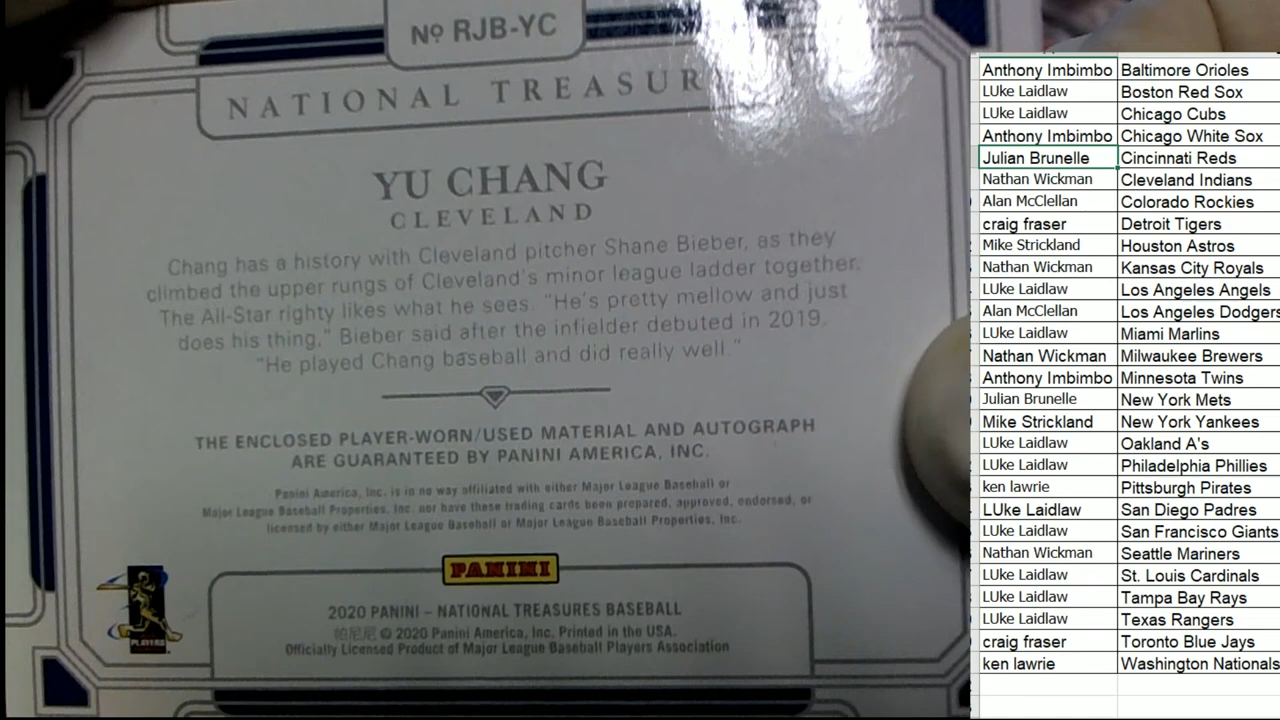 Nº RJB-YC
NATIONAL TREASUR
YU CHANG
CLEVELAND
Chang has a history with Cleveland pitcher Shane Bieber, as they
climbed the upper rungs of Cleveland's minor league ladder together.
The All-Star righty likes what he sees. "He's pretty mellow and just
does his thing," Bieber said after the infielder debuted in 2019.
"He played Chang baseball and did really well."
THE ENCLOSED PLAYER-WORN/USED MATERIAL AND AUTOGRAPH
ARE GUARANTEED BY PANINI AMERICA, INC.
Panini America, Inc. is in no way affiliated with either Major League Baseball or
Major League Baseball Properties, Inc. nor have these trading cards been prepared, approved, endorsed, or
licensed by either Major League Baseball or Major League Baseball Properties, Inc.
PANINI
PLAYERS
2020 PANINI – NATIONAL TREASURES BASEBALL
帕尼尼 © 2020 Panini America, Inc. Printed in the USA.
Officially Licensed Product of Major League Baseball Players Association
Anthony Imbimbo Baltimore Orioles
LUke Laidlaw Boston Red Sox
LUke Laidlaw Chicago Cubs
Anthony Imbimbo Chicago White Sox
Julian Brunelle Cincinnati Reds
Nathan Wickman Cleveland Indians
Alan McClellan Colorado Rockies
craig fraser Detroit Tigers
Mike Strickland Houston Astros
Nathan Wickman Kansas City Royals
LUke Laidlaw Los Angeles Angels
Alan McClellan Los Angeles Dodgers
LUke Laidlaw Miami Marlins
Nathan Wickman Milwaukee Brewers
Anthony Imbimbo Minnesota Twins
Julian Brunelle New York Mets
Mike Strickland New York Yankees
LUke Laidlaw Oakland A's
LUke Laidlaw Philadelphia Phillies
ken lawrie Pittsburgh Pirates
LUke Laidlaw San Diego Padres
LUke Laidlaw San Francisco Giants
Nathan Wickman Seattle Mariners
LUke Laidlaw St. Louis Cardinals
LUke Laidlaw Tampa Bay Rays
LUke Laidlaw Texas Rangers
craig fraser Toronto Blue Jays
ken lawrie Washington Nationals